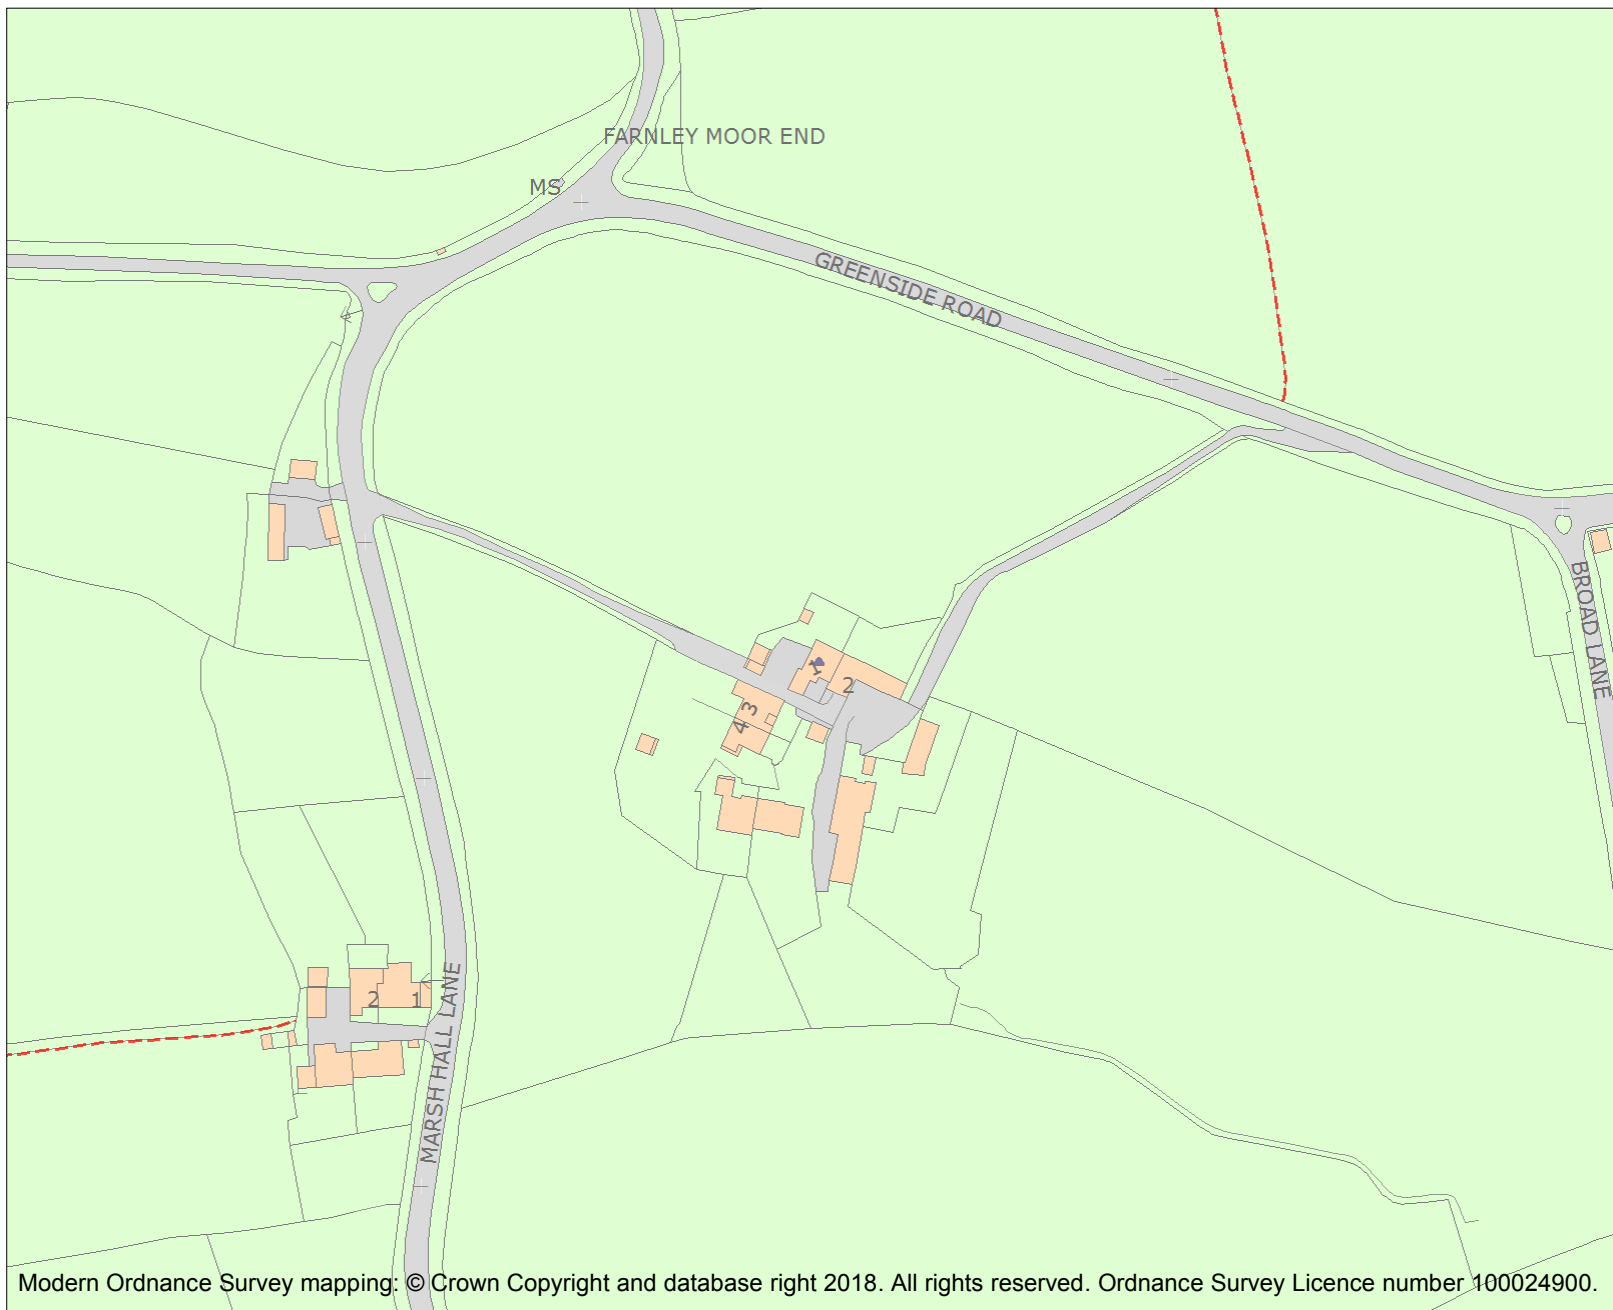 FARNLEY MOOR END
MS
GREENSIDE ROAD
BROAD LANE
1
2
3
4
2
1
MARSH HALL LANE
Modern Ordnance Survey mapping: © Crown Copyright and database right 2018. All rights reserved. Ordnance Survey Licence number 100024900.